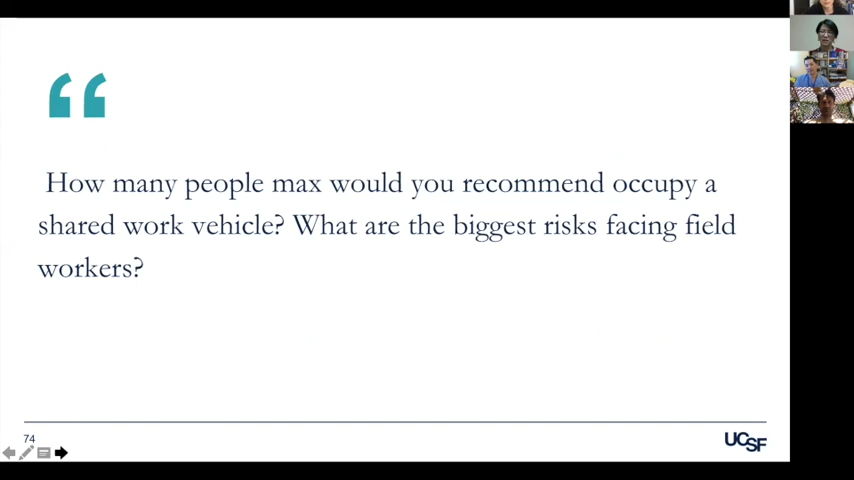 “
How many people max would you recommend occupy a
shared work vehicle? What are the biggest risks facing field
workers?
74
UCSF